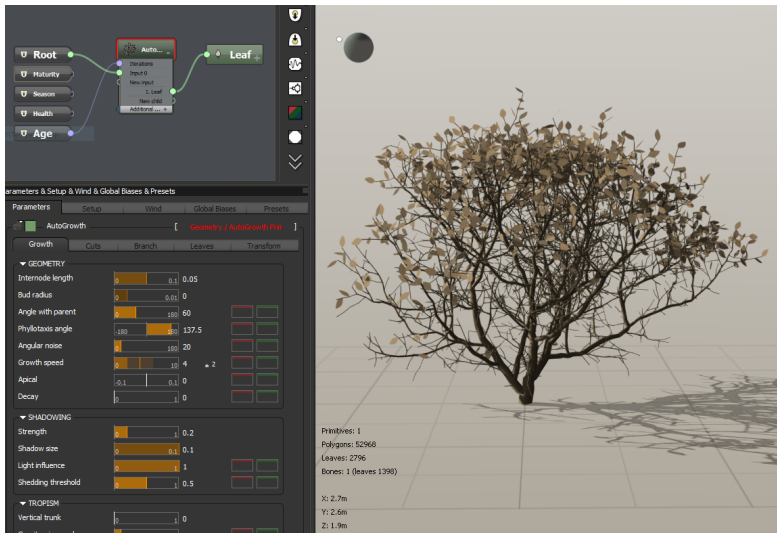 Root
Maturity
Season
Health
Age
Auto...
Iterations
Input 0
New input
1. Leaf
New child
Additional ... +
Leaf
arameters & Setup & Wind & Global Biases & Presets
Parameters Setup Wind Global Biases Presets
AutoGrowth [ Geometry / AutoGrowth Prin ]
Growth Cuts Branch Leaves Transform
GEOMETRY
Internode length 0 0.1 0.05
Bud radius 0 0.01 0
Angle with parent 0 180 60
Phyllotaxis angle -180 180 137.5
Angular noise 0 180 20
Growth speed 0 10 4 2
Apical -0.1 0.1 0
Decay 0 1 0
SHADOWING
Strength 0 1 0.2
Shadow size 0 0.1 0.1
Light influence 0 1 1
Shedding threshold 0 1 0.5
TROPISM
Vertical trunk 0 1 0
Primitives: 1
Polygons: 52968
Leaves: 2796
Bones: 1 (leaves 1398)
X: 2.7m
Y: 2.6m
Z: 1.9m